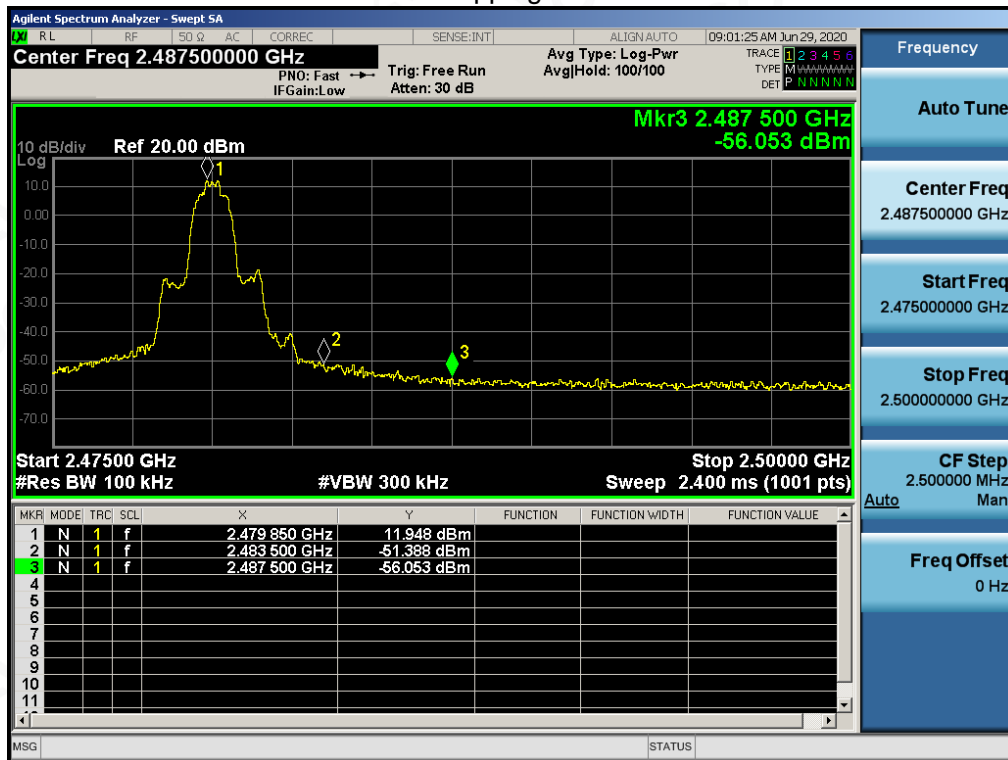 Agilent Spectrum Analyzer - Swept SA
LXI RL RF 50 Ω AC CORREC SENSE:INT ALIGN AUTO 09:01:25 AM Jun 29, 2020
Center Freq 2.487500000 GHz
PNO: Fast
IFGain:Low
Trig: Free Run
Atten: 30 dB
Avg Type: Log-Pwr
Avg|Hold: 100/100
TRACE 1 2 3 4 5 6
TYPE M
DET P N N N N N
Mkr3 2.487 500 GHz
-56.053 dBm
10 dB/div Ref 20.00 dBm
Log
10.0
0.00
-10.0
-20.0
-30.0
-40.0
-50.0
-60.0
-70.0
1
2
3
Start 2.47500 GHz Stop 2.50000 GHz
#Res BW 100 kHz #VBW 300 kHz Sweep 2.400 ms (1001 pts)
MKR MODE TRC SCL X Y FUNCTION FUNCTION WIDTH FUNCTION VALUE
1 N 1 f 2.479 850 GHz 11.948 dBm
2 N 1 f 2.483 500 GHz -51.388 dBm
3 N 1 f 2.487 500 GHz -56.053 dBm
4
5
6
7
8
9
10
11
MSG STATUS
Frequency
Auto Tune
Center Freq
2.487500000 GHz
Start Freq
2.475000000 GHz
Stop Freq
2.500000000 GHz
CF Step
2.500000 MHz
Auto Man
Freq Offset
0 Hz